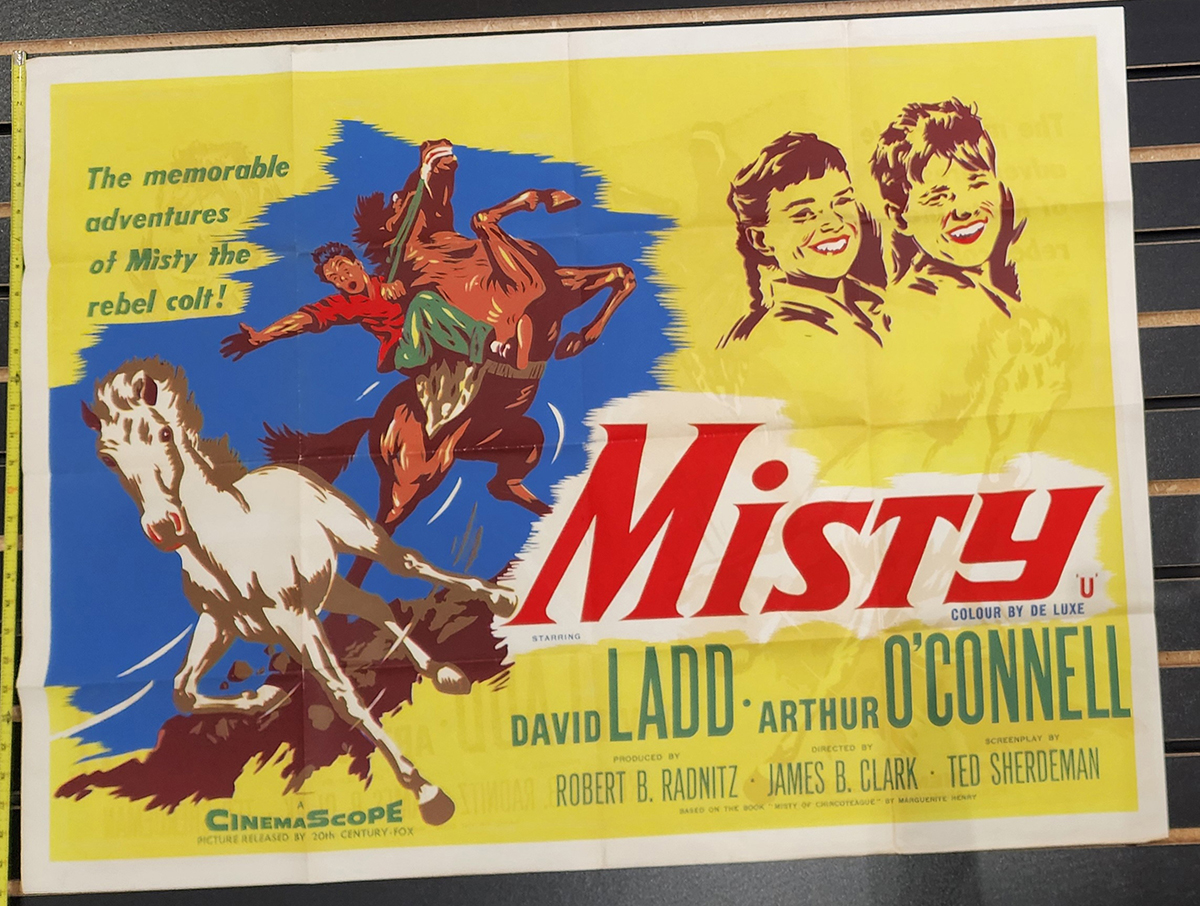 The memorable
adventures
of Misty the
rebel colt!
MISTY
'U'
COLOUR BY DE LUXE
STARRING
DAVID LADD · ARTHUR O'CONNELL
PRODUCED BY
ROBERT B. RADNITZ ·
DIRECTED BY
JAMES B. CLARK ·
SCREENPLAY BY
TED SHERDEMAN
BASED ON THE BOOK "MISTY OF CHINCOTEAGUE" BY MARGUERITE HENRY
A
CINEMASCOPE
PICTURE RELEASED BY 20TH CENTURY-FOX